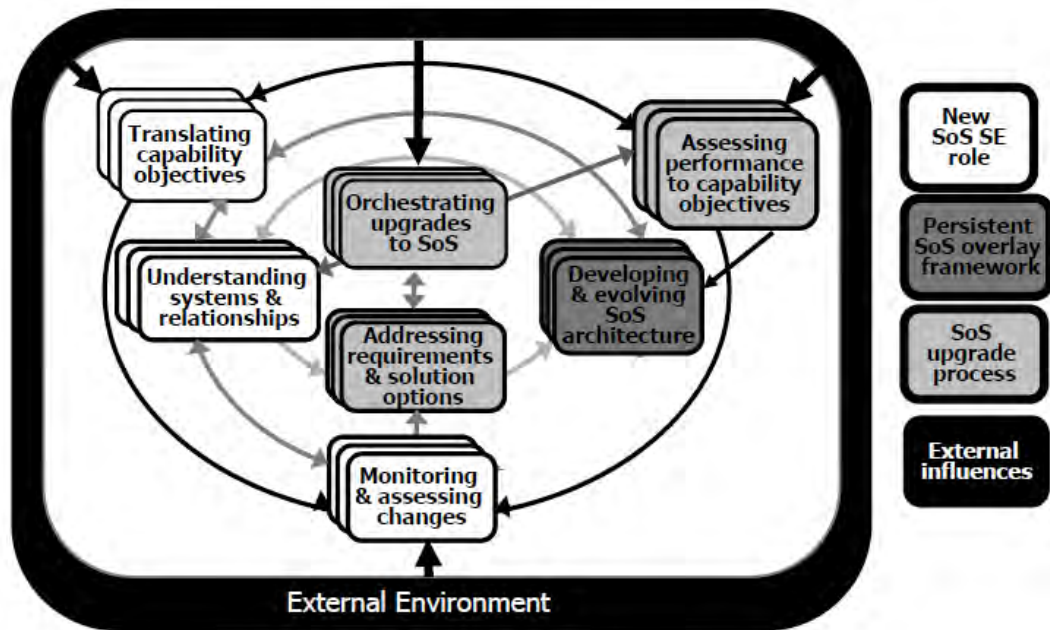 Translating
capability
objectives
Assessing
performance
to capability
objectives
Orchestrating
upgrades
to SoS
Understanding
systems &
relationships
Developing
& evolving
SoS
architecture
Addressing
requirements
& solution
options
Monitoring
& assessing
changes
External Environment
New
SoS SE
role
Persistent
SoS overlay
framework
SoS
upgrade
process
External
influences